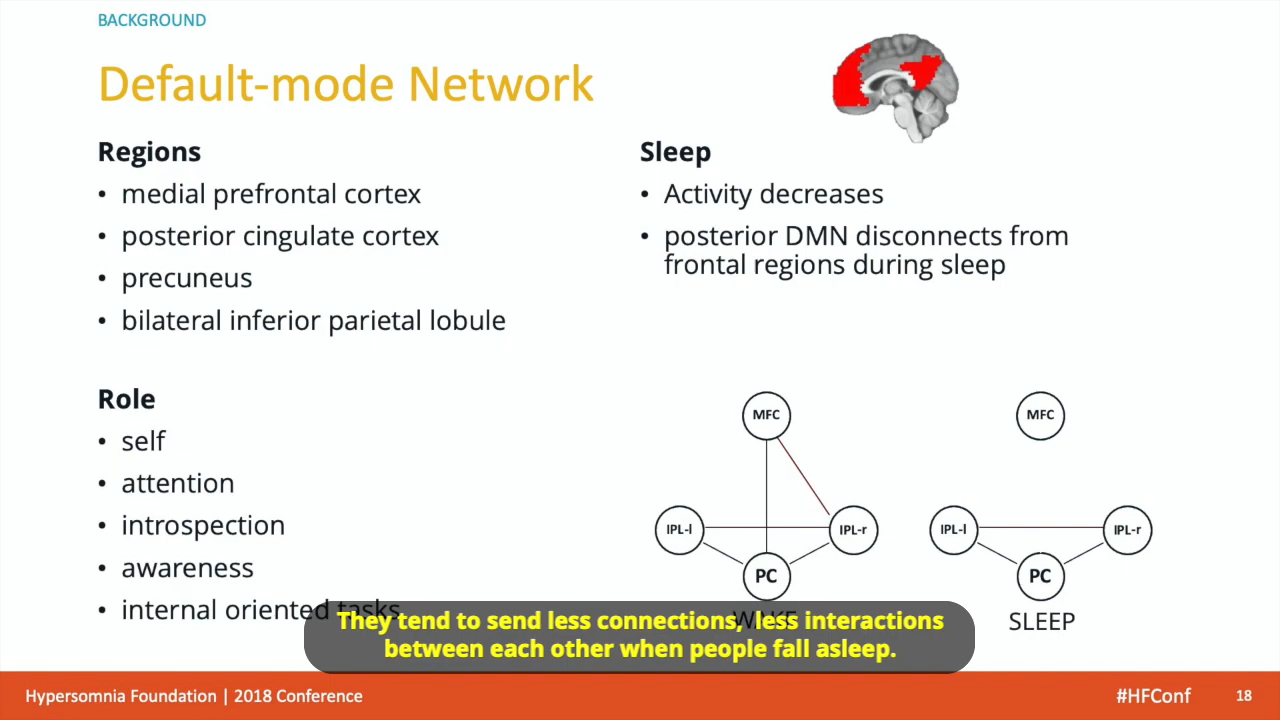 BACKGROUND
Default-mode Network
Regions
• medial prefrontal cortex
• posterior cingulate cortex
• precuneus
• bilateral inferior parietal lobule
Role
• self
• attention
• introspection
• awareness
• internal oriented tasks
Sleep
• Activity decreases
• posterior DMN disconnects from
frontal regions during sleep
MFC
IPL-l
IPL-r
PC
WAKE
MFC
IPL-l
IPL-r
PC
SLEEP
They tend to send less connections, less interactions
between each other when people fall asleep.
Hypersomnia Foundation | 2018 Conference
#HFConf
18